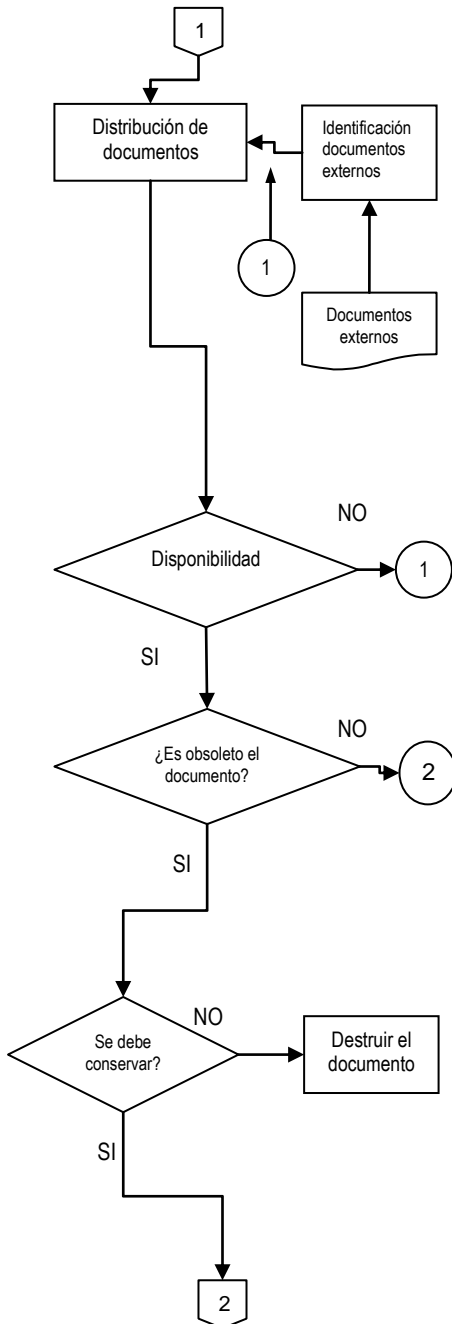 1
Distribución de
documentos
Identificación
documentos
externos
1
Documentos
externos
NO
Disponibilidad
1
SI
NO
¿Es obsoleto el
documento?
2
SI
NO
Se debe
conservar?
Destruir el
documento
SI
2